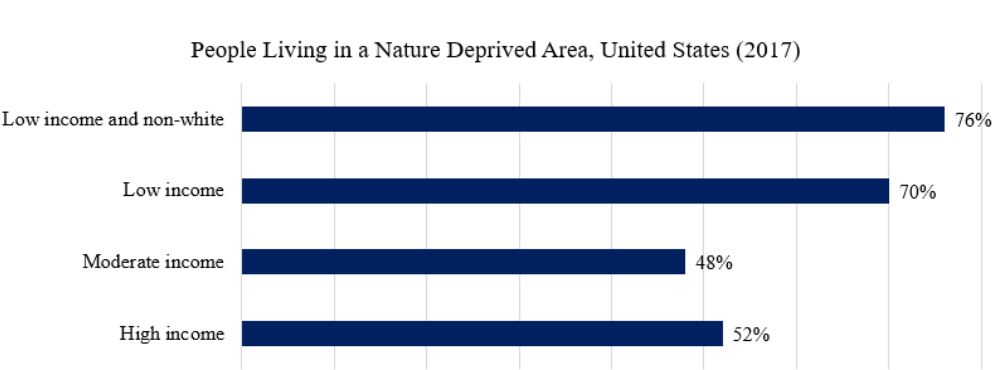 People Living in a Nature Deprived Area, United States (2017)
Low income and non-white 76%
Low income 70%
Moderate income 48%
High income 52%